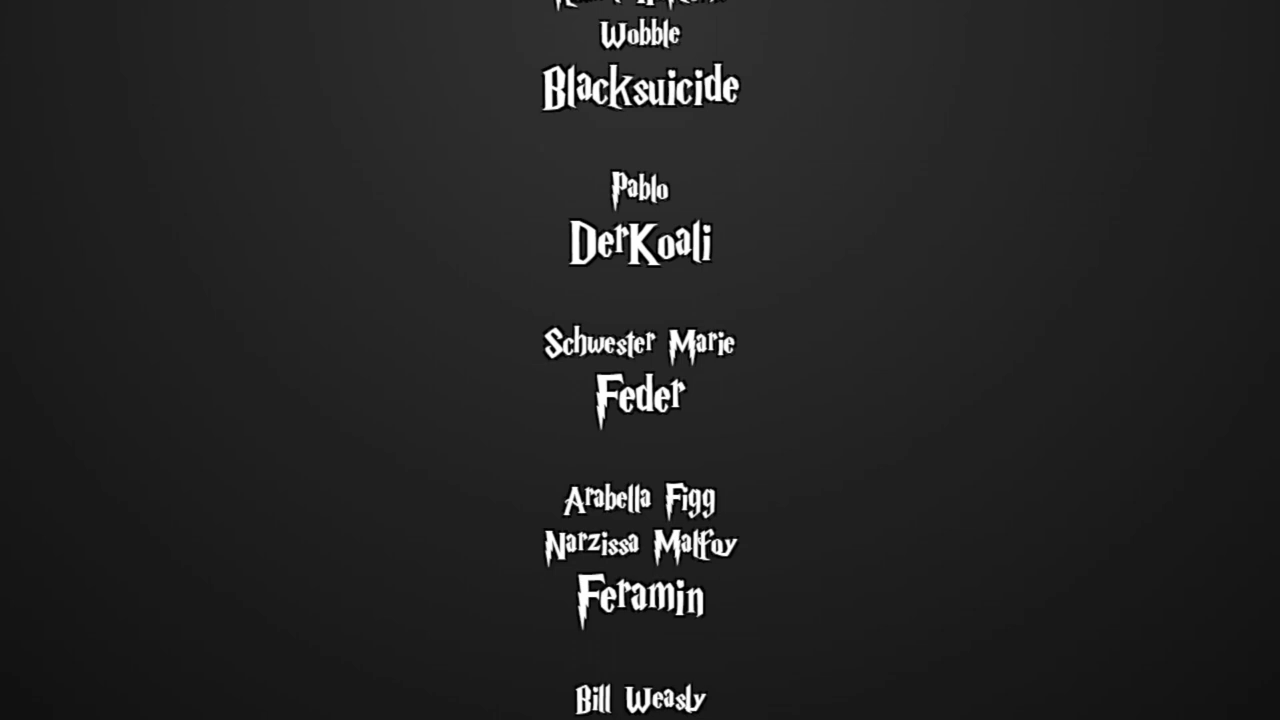 Wobble
Blacksuicide
Pablo
DerKoali
Schwester Marie
Feder
Arabella Figg
Narzissa Malfoy
Feramin
Bill Weasly